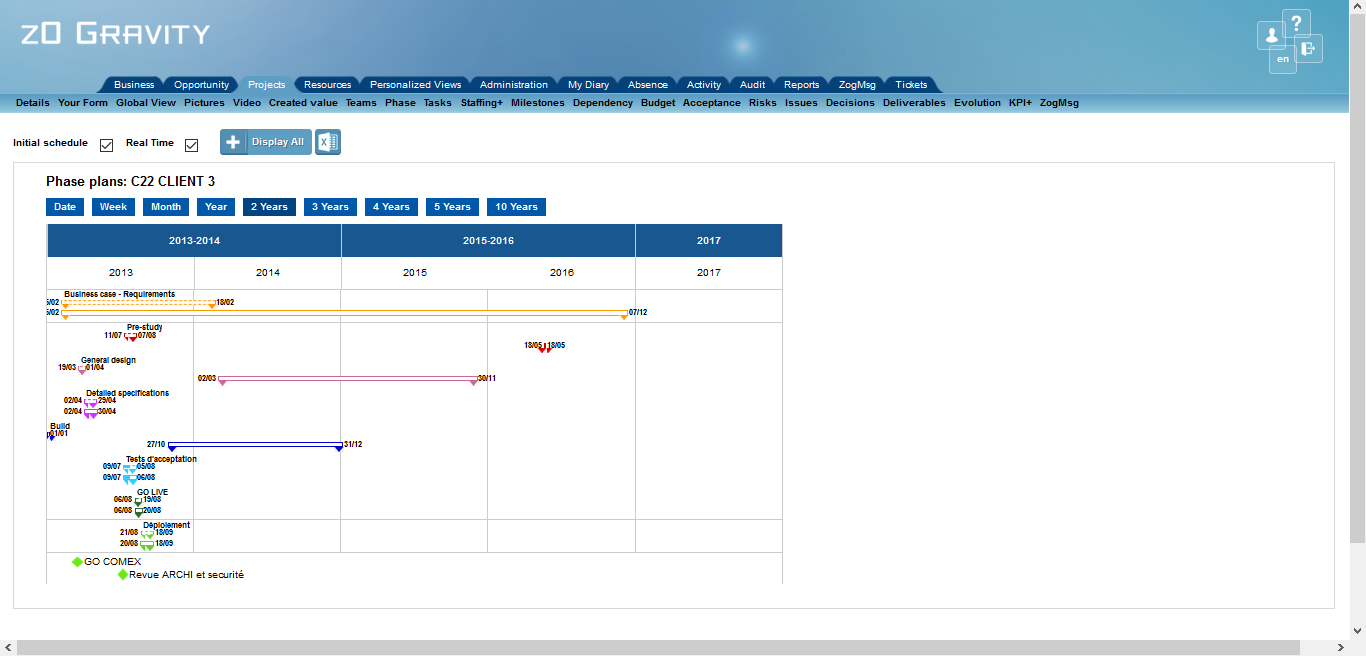 zO GRAVITY
?
en
Business Opportunity Projects Resources Personalized Views Administration My Diary Absence Activity Audit Reports ZogMsg Tickets
Details Your Form Global View Pictures Video Created value Teams Phase Tasks Staffing+ Milestones Dependency Budget Acceptance Risks Issues Decisions Deliverables Evolution KPI+ ZogMsg
Initial schedule Real Time Display All
Phase plans: C22 CLIENT 3
Date Week Month Year 2 Years 3 Years 4 Years 5 Years 10 Years
2013-2014 2015-2016 2017
2013 2014 2015 2016 2017
Business case - Requirements
5/02 18/02
5/02 07/12
Pre-study
11/07 07/08
18/05 18/05
General design
19/03 01/04
02/03 30/11
Detailed specifications
02/04 29/04
02/04 30/04
Build
01/01
27/10 31/12
Tests d'acceptation
09/07 05/08
09/07 06/08
GO LIVE
06/08 19/08
06/08 20/08
Déploiement
21/08 18/09
20/08 18/09
GO COMEX
Revue ARCHI et securité